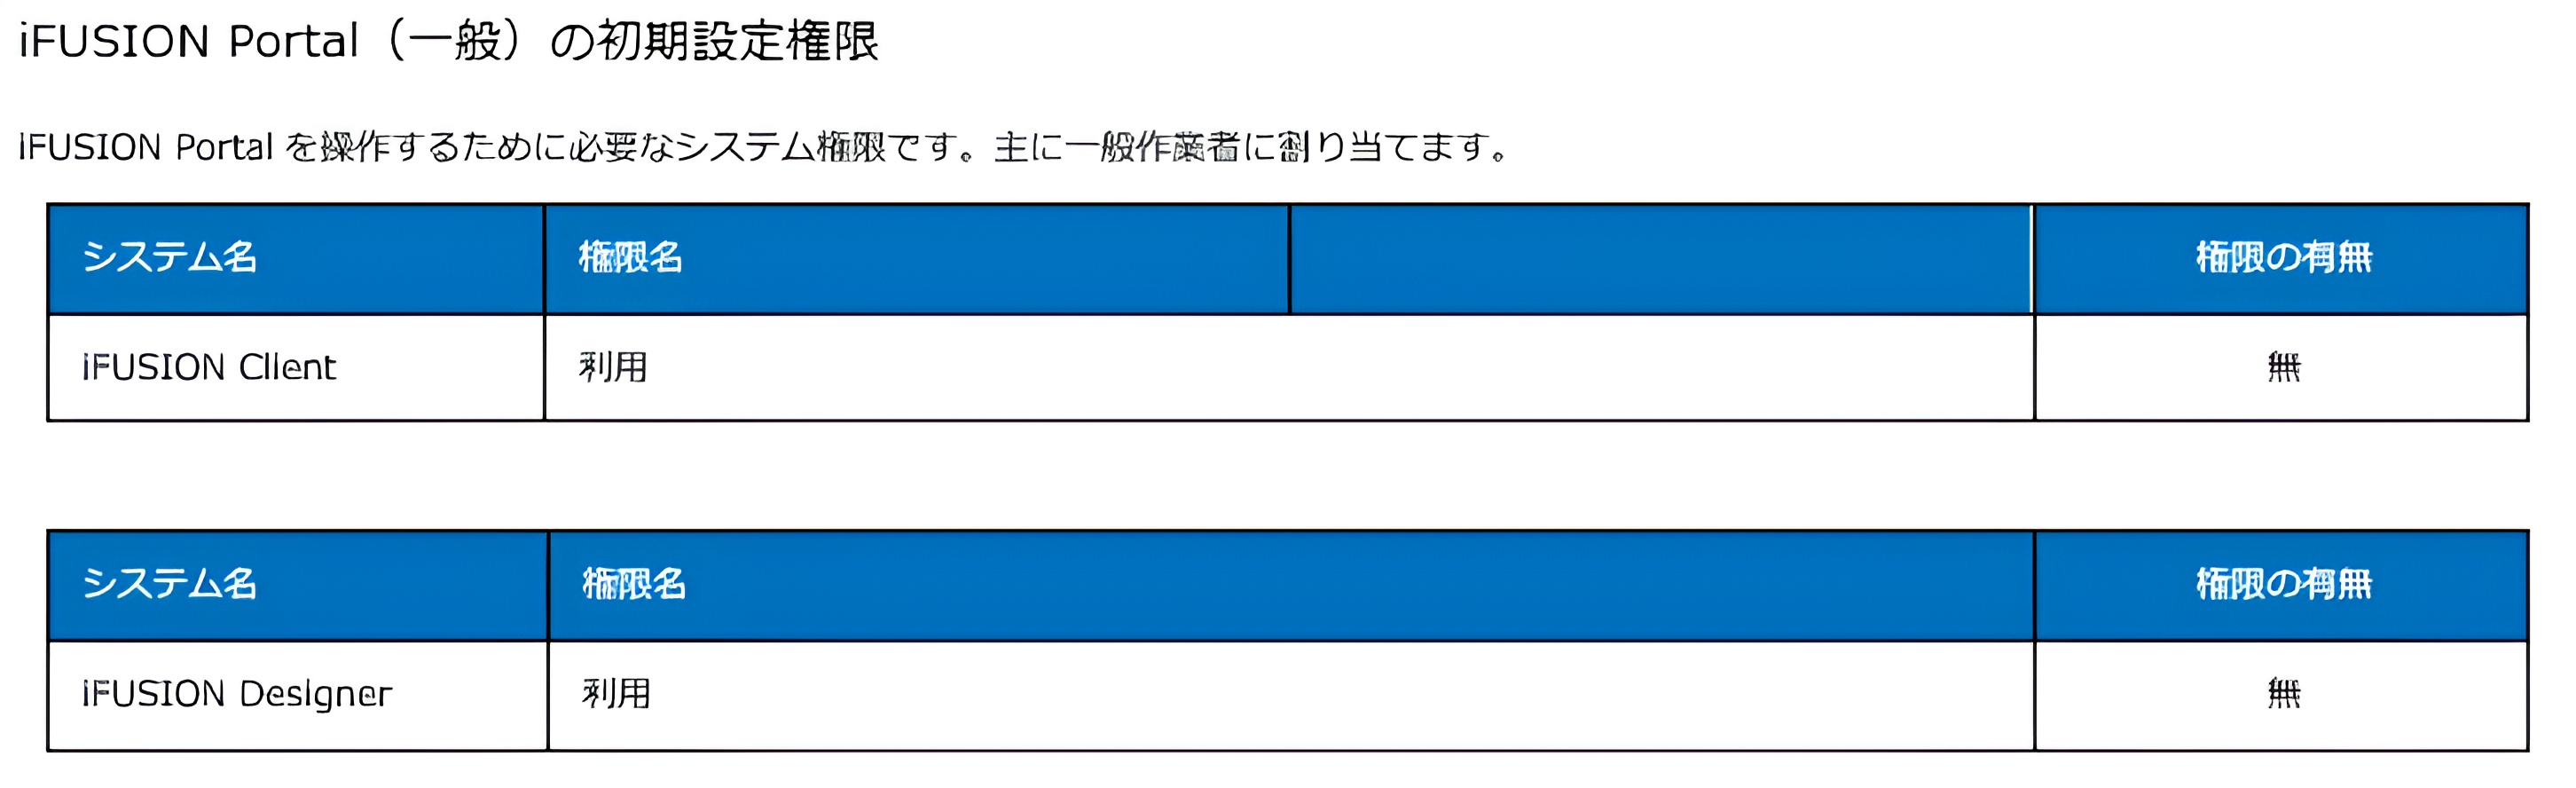 iFUSION Portal（一般）の初期設定権限
iFUSION Portal を操作するために必要なシステム権限です。主に一般作業者に割り当てます。
システム名 権限名 権限の有無
iFUSION Client 利用 無
システム名 権限名 権限の有無
iFUSION Designer 利用 無